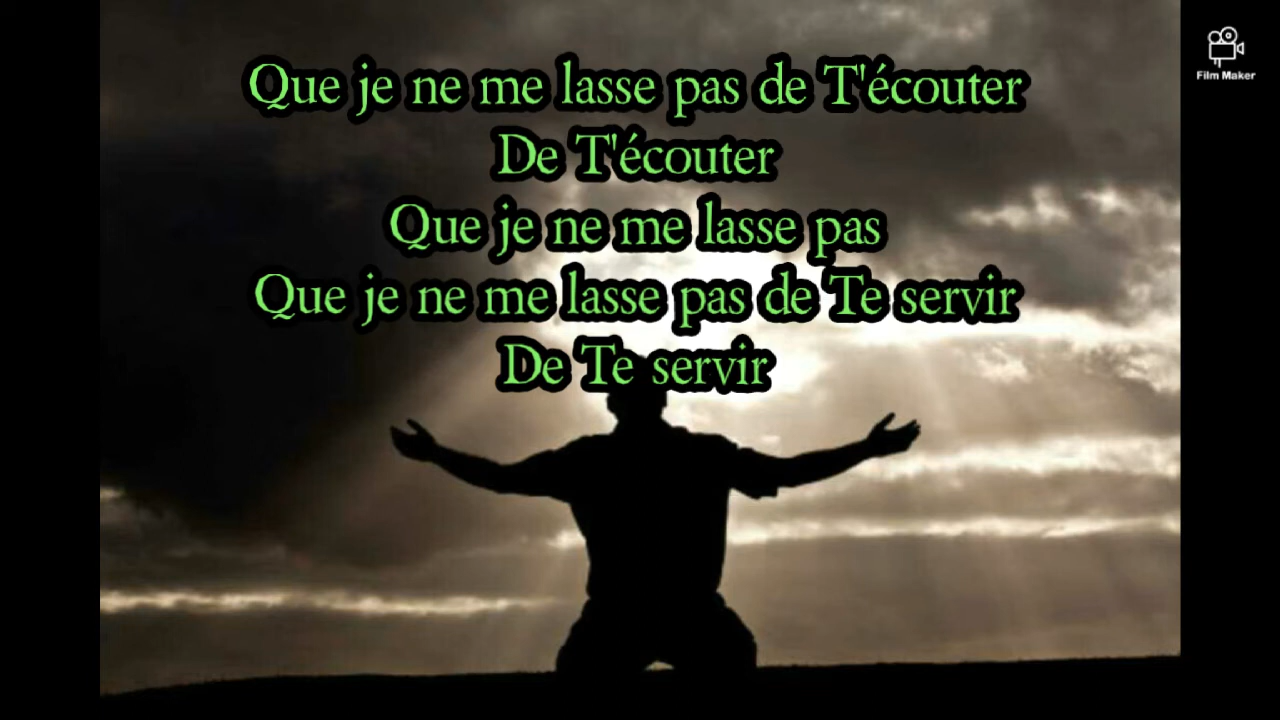 Que je ne me lasse pas de T'écouter
De T'écouter
Que je ne me lasse pas
Que je ne me lasse pas de Te servir
De Te servir
Film Maker